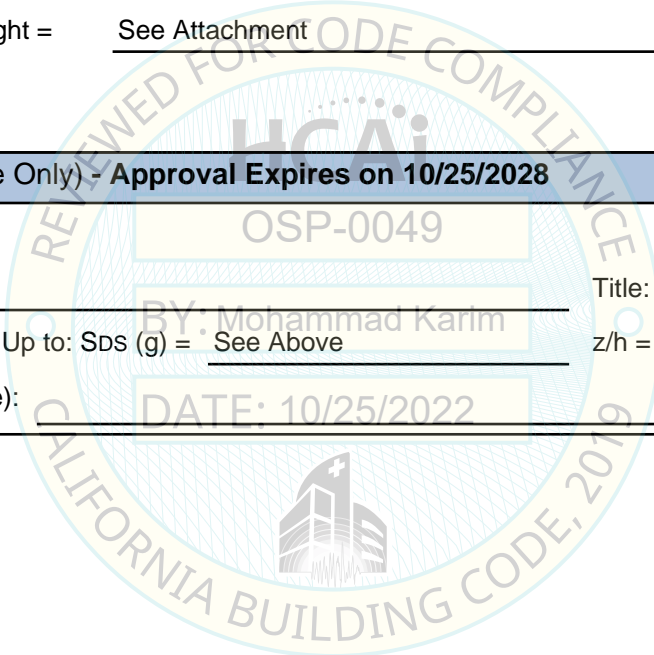 ght = See Attachment
REVIEWED FOR CODE COMPLIANCE
HCAi
e Only) - Approval Expires on 10/25/2028
OSP-0049
Title:
BY: Mohammad Karim
Up to: SDS (g) = See Above z/h =
e):
DATE: 10/25/2022
CALIFORNIA BUILDING CODE, 2019